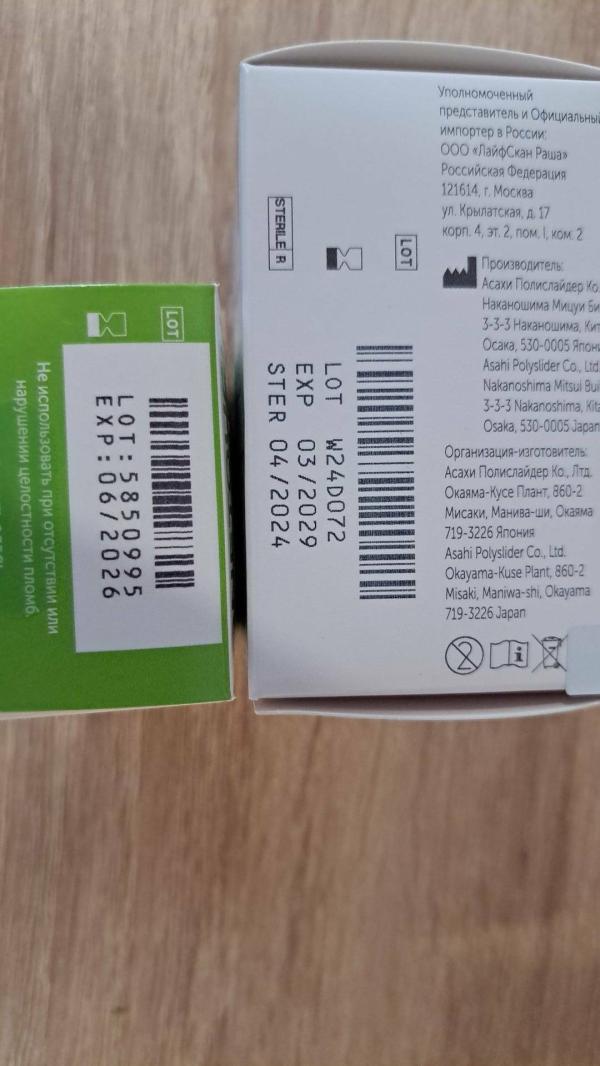 LOT
Не использовать при отсутствии или
нарушении целостности пломб.
LOT:5850995
EXP:06/2026
STERILE R
LOT
LOT W24D072
EXP 03/2029
STER 04/2024
Уполномоченный
представитель и Официальный
импортер в России:
ООО «ЛайфСкан Раша»
Российская Федерация
121614, г. Москва
ул. Крылатская, д. 17
корп. 4, эт. 2, пом. I, ком. 2
Производитель:
Асахи Полислайдер Ко.
Наканошима Мицуи
3-3-3 Наканошима,
Осака, 530-0005
Asahi Polyslider Co., Ltd.
Nakanoshima Mitsui
3-3-3 Nakanoshima,
Osaka, 530-0005 Japan
Организация-изготовитель:
Асахи Полислайдер Ко., Лтд.
Окаяма-Кусе Плант, 860-2
Мисаки, Манива-ши, Окаяма
719-3226 Япония
Asahi Polyslider Co., Ltd.
Okayama-Kuse Plant, 860-2
Misaki, Maniwa-shi, Okayama
719-3226 Japan